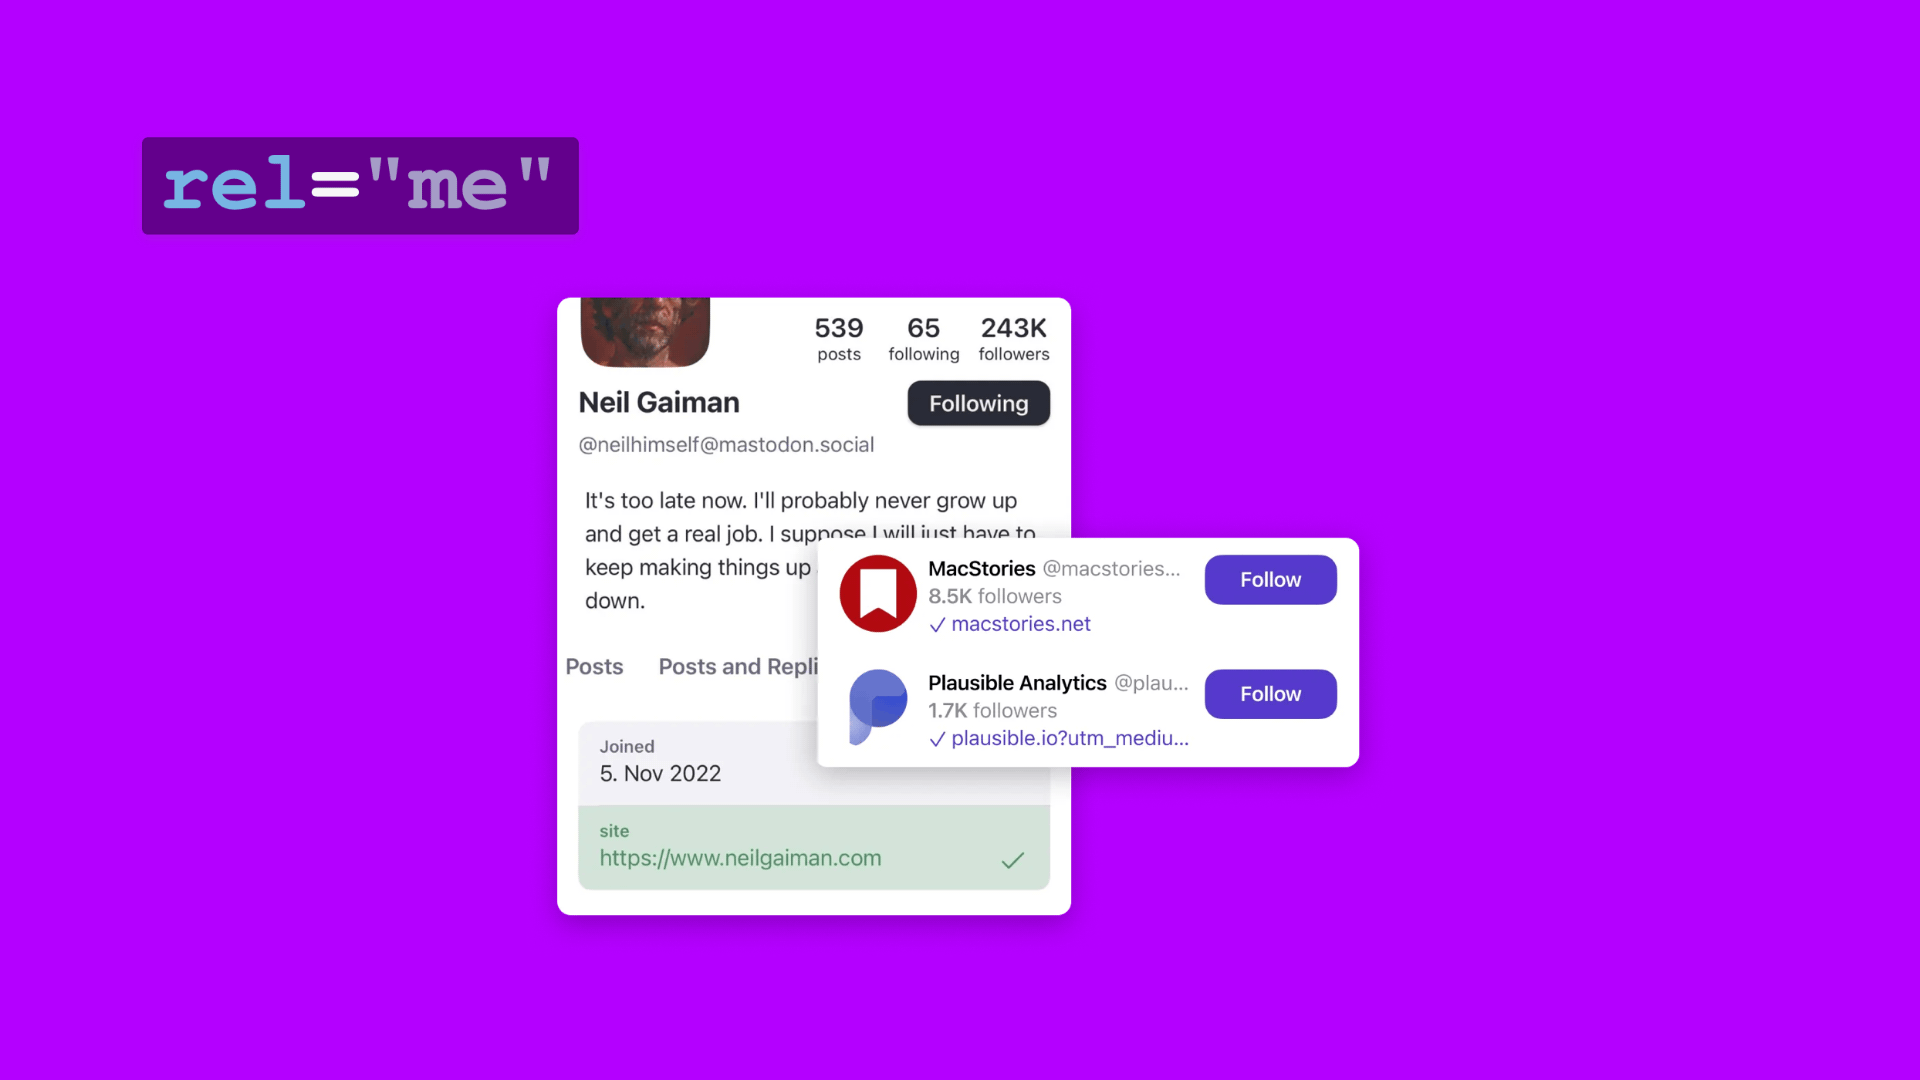 rel="me"
539 65 243K
posts following followers
Neil Gaiman
Following
@neilhimself@mastodon.social
It's too late now. I'll probably never grow up
and get a real job. I suppose I will just have to
keep making things up
down.
Posts Posts and Repli
Joined
5. Nov 2022
site
https://www.neilgaiman.com
MacStories @macstories...
8.5K followers
✓ macstories.net
Follow
Plausible Analytics @plau...
1.7K followers
✓ plausible.io?utm_mediu...
Follow